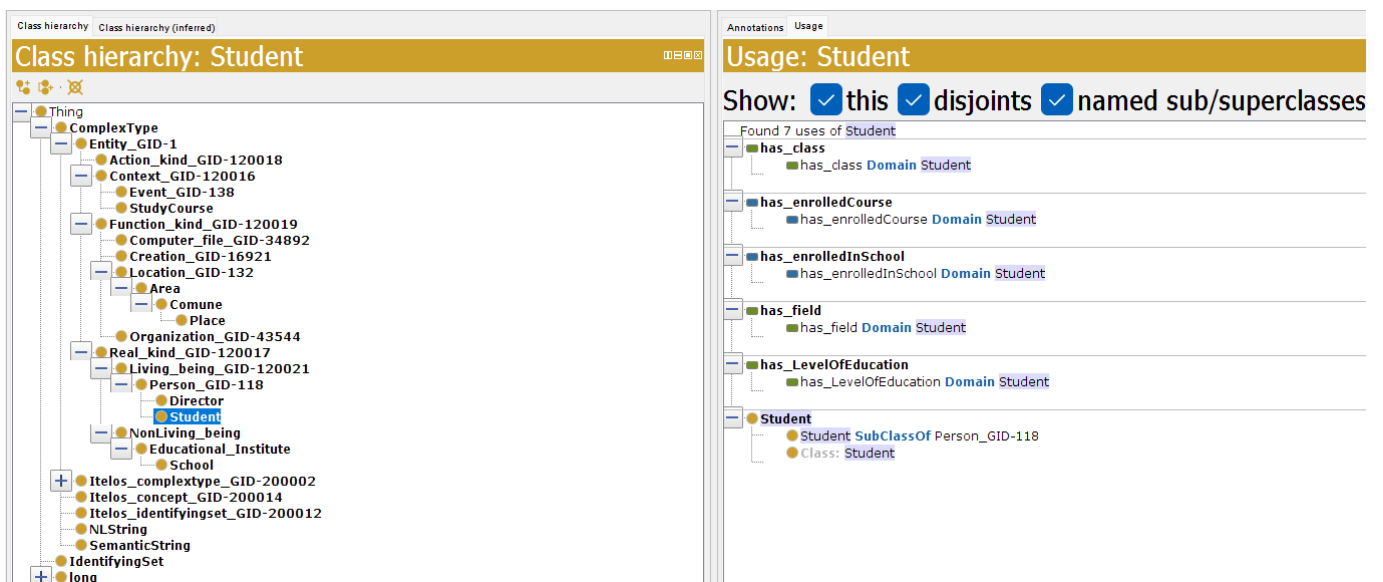 Class hierarchy Class hierarchy (inferred)
Class hierarchy: Student
Thing
ComplexType
Entity_GID-1
Action_kind_GID-120018
Context_GID-120016
Event_GID-138
StudyCourse
Function_kind_GID-120019
Computer_file_GID-34892
Creation_GID-16921
Location_GID-132
Area
Comune
Place
Organization_GID-43544
Real_kind_GID-120017
Living_being_GID-120021
Person_GID-118
Director
Student
NonLiving_being
Educational_Institute
School
Itelos_complextype_GID-200002
Itelos_concept_GID-200014
Itelos_identifyingset_GID-200012
NLString
SemanticString
IdentifyingSet
long
Annotations Usage
Usage: Student
Show: this disjoints named sub/superclasses
Found 7 uses of Student
has_class
has_class Domain Student
has_enrolledCourse
has_enrolledCourse Domain Student
has_enrolledInSchool
has_enrolledInSchool Domain Student
has_field
has_field Domain Student
has_LevelOfEducation
has_LevelOfEducation Domain Student
Student
Student SubClassOf Person_GID-118
Class: Student